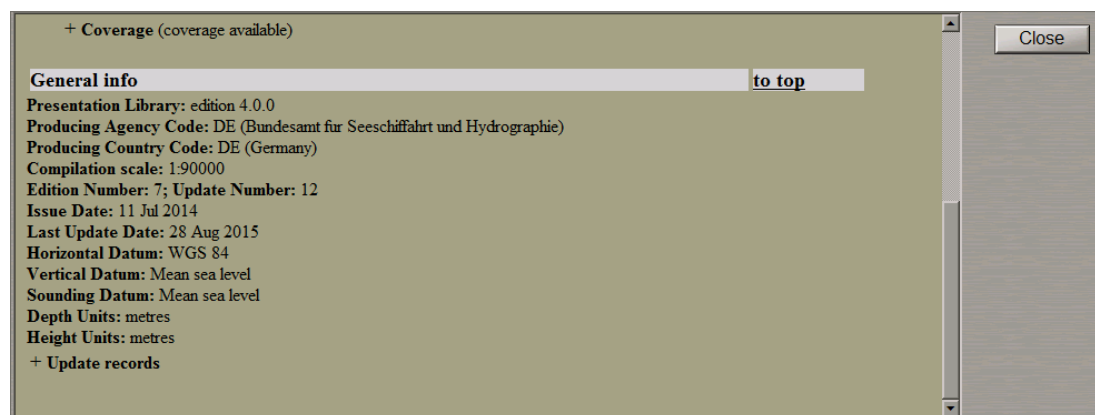 + Coverage (coverage available)
Close
General info
to top
Presentation Library: edition 4.0.0
Producing Agency Code: DE (Bundesamt fur Seeschiffahrt und Hydrographie)
Producing Country Code: DE (Germany)
Compilation scale: 1:90000
Edition Number: 7; Update Number: 12
Issue Date: 11 Jul 2014
Last Update Date: 28 Aug 2015
Horizontal Datum: WGS 84
Vertical Datum: Mean sea level
Sounding Datum: Mean sea level
Depth Units: metres
Height Units: metres
+ Update records